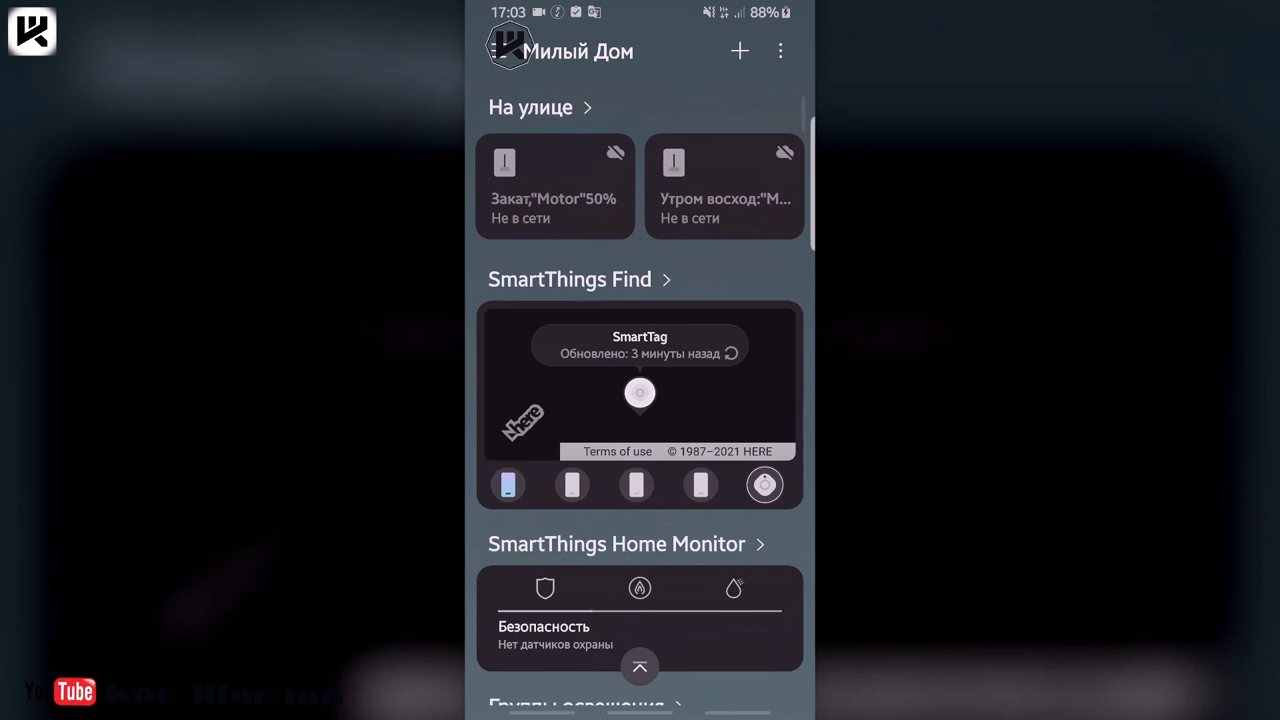 17:03
88%
Милый Дом
На улице
Закат,"Motor"50%
Не в сети
Утром восход:"М...
Не в сети
SmartThings Find
SmartTag
Обновлено: 3 минуты назад
here
Terms of use © 1987–2021 HERE
SmartThings Home Monitor
Безопасность
Нет датчиков охраны
Группы освещения
YouTube